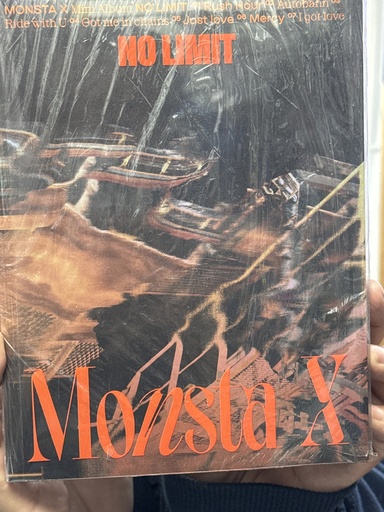 MONSTA X Mini Album NO LIMIT 01 Rush Hour 02 Autobahn 03
Ride with U 04 Got me in chains 05 Just love 06 Mercy 07 I got love
NO LIMIT
Monsta X